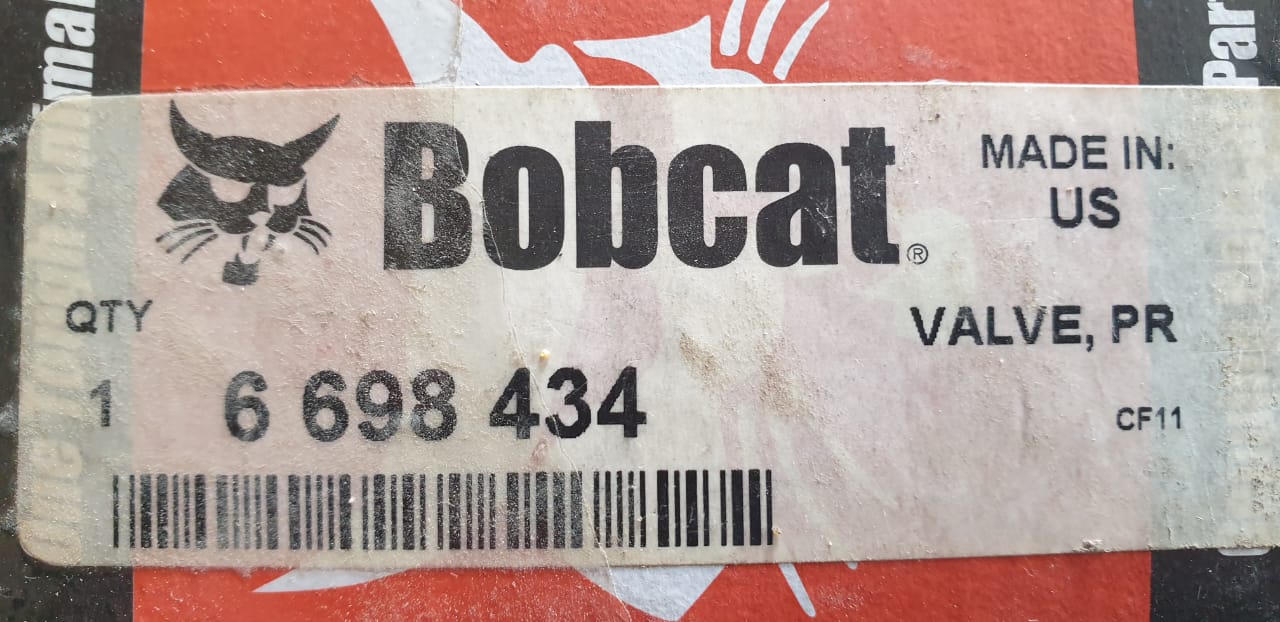 Bobcat®
MADE IN:
US
QTY
VALVE, PR
1 6 698 434
CF11